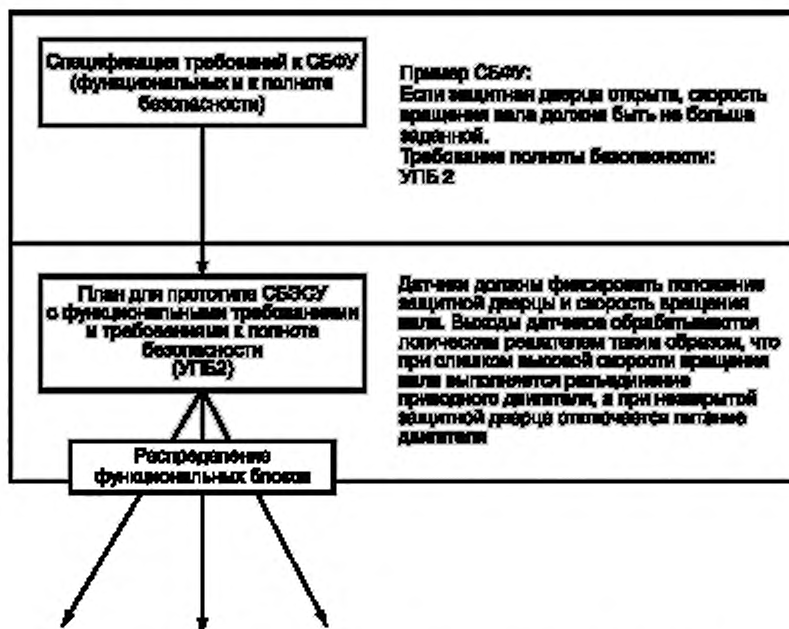 Спецификация требований к СБФУ
(функциональных и к полноте
безопасности)
Пример СБФУ:
Если защитная дверца открыта, скорость
вращения вала должна быть не больше
заданной.
Требования полноты безопасности:
УПБ 2
План для прототипа СБЭСУ
с функциональными требованиями
и требованиями к полноте
безопасности
(УПБ2)
Датчики должны фиксировать положение
защитной дверцы и скорость вращения
вала. Выходы датчиков обрабатываются
логическим решателем таким образом, что
при слишком высокой скорости вращения
вала выполняется разъединение
приводного двигателя, а при незакрытой
защитной дверце отключается питание
двигателя
Распределение
функциональных блоков